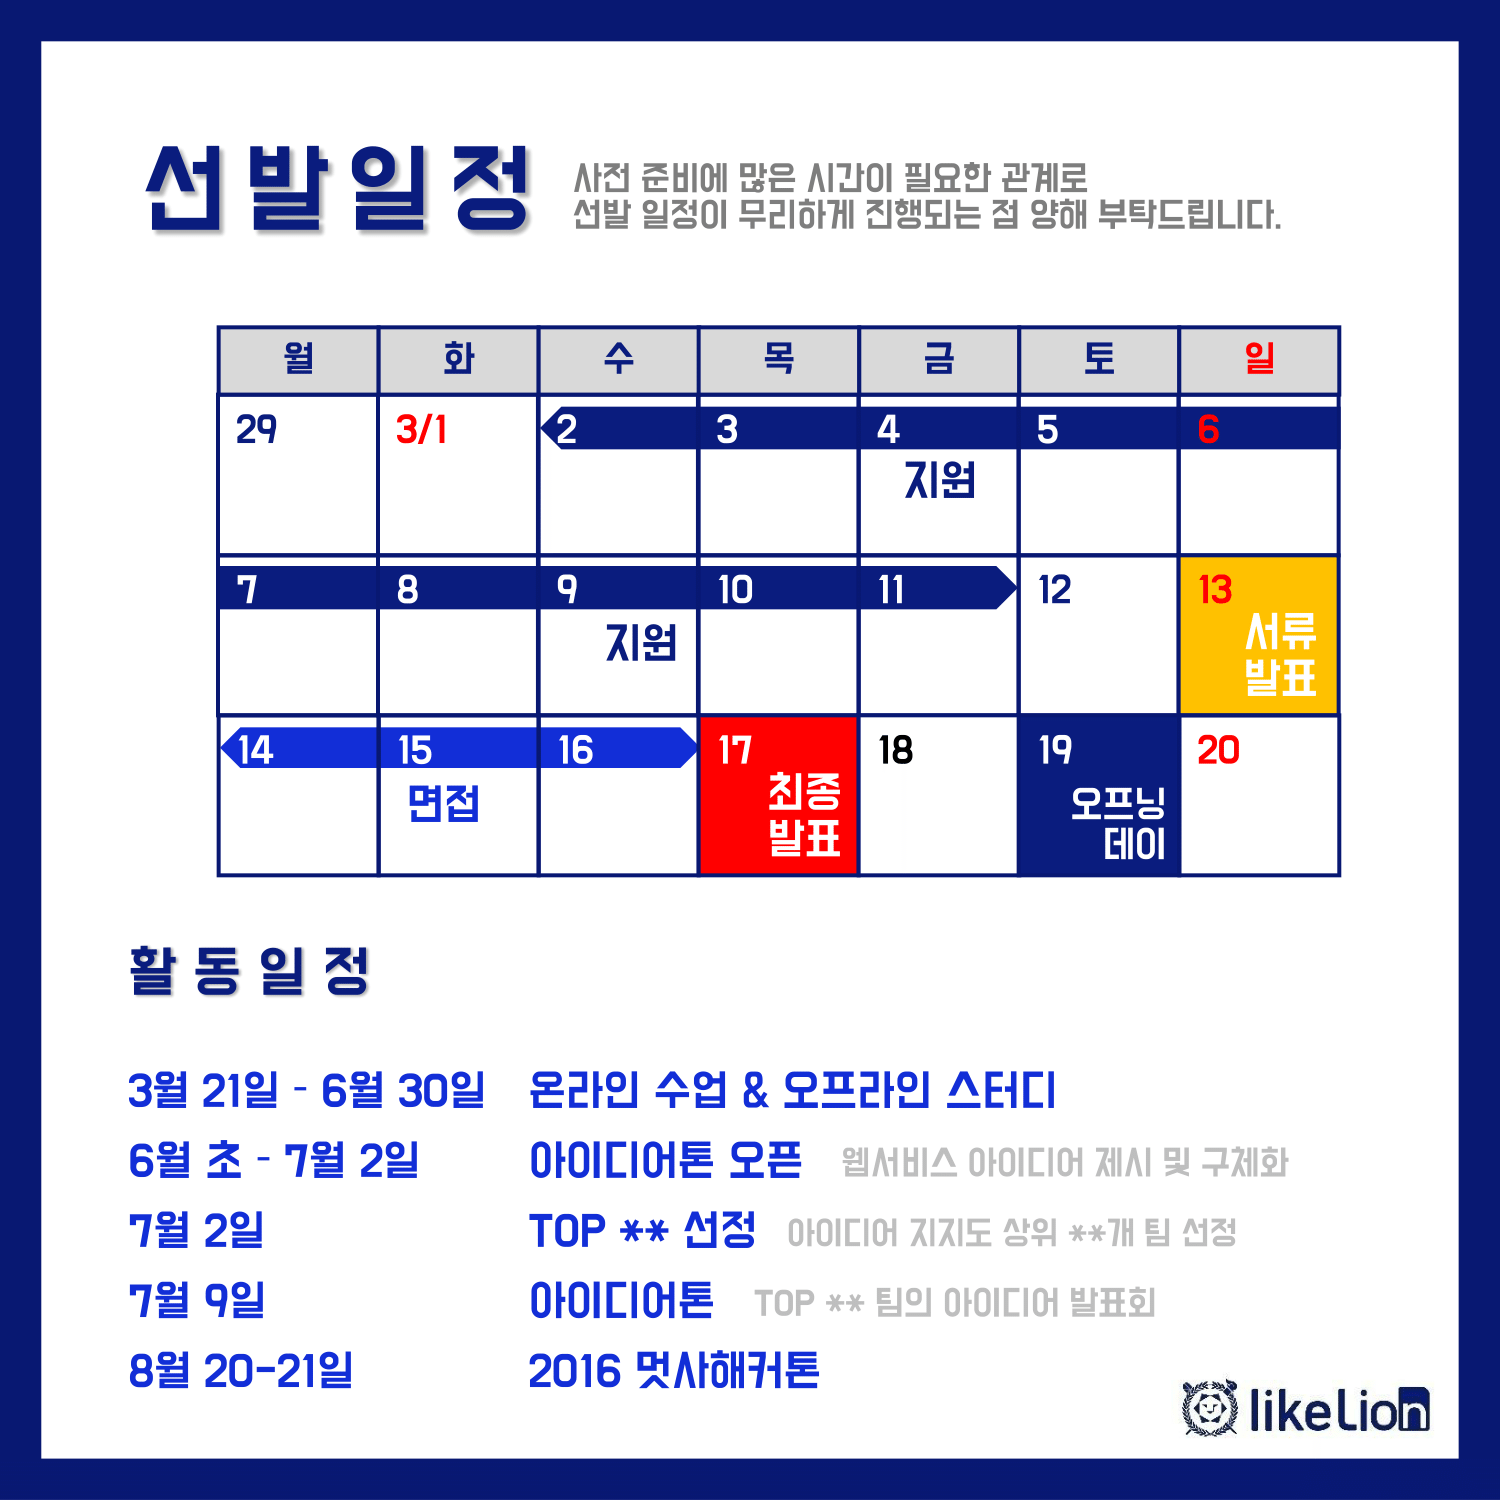 선발일정
사전 준비에 많은 시간이 필요한 관계로
선발 일정이 무리하게 진행되는 점 양해 부탁드립니다.
월 화 수 목 금 토 일
29 3/1 2 3 4 5 6
지원
7 8 9 10 11 12 13
지원
서류
발표
14 15 16 17 18 19 20
면접
최종
발표
오프닝
데이
활동일정
3월 21일 - 6월 30일 온라인 수업 & 오프라인 스터디
6월 초 - 7월 2일 아이디어톤 오픈 웹서비스 아이디어 제시 및 구체화
7월 2일 TOP ** 선정 아이디어 지지도 상위 **개 팀 선정
7월 9일 아이디어톤 TOP ** 팀의 아이디어 발표회
8월 20-21일 2016 멋사해커톤
likeLion